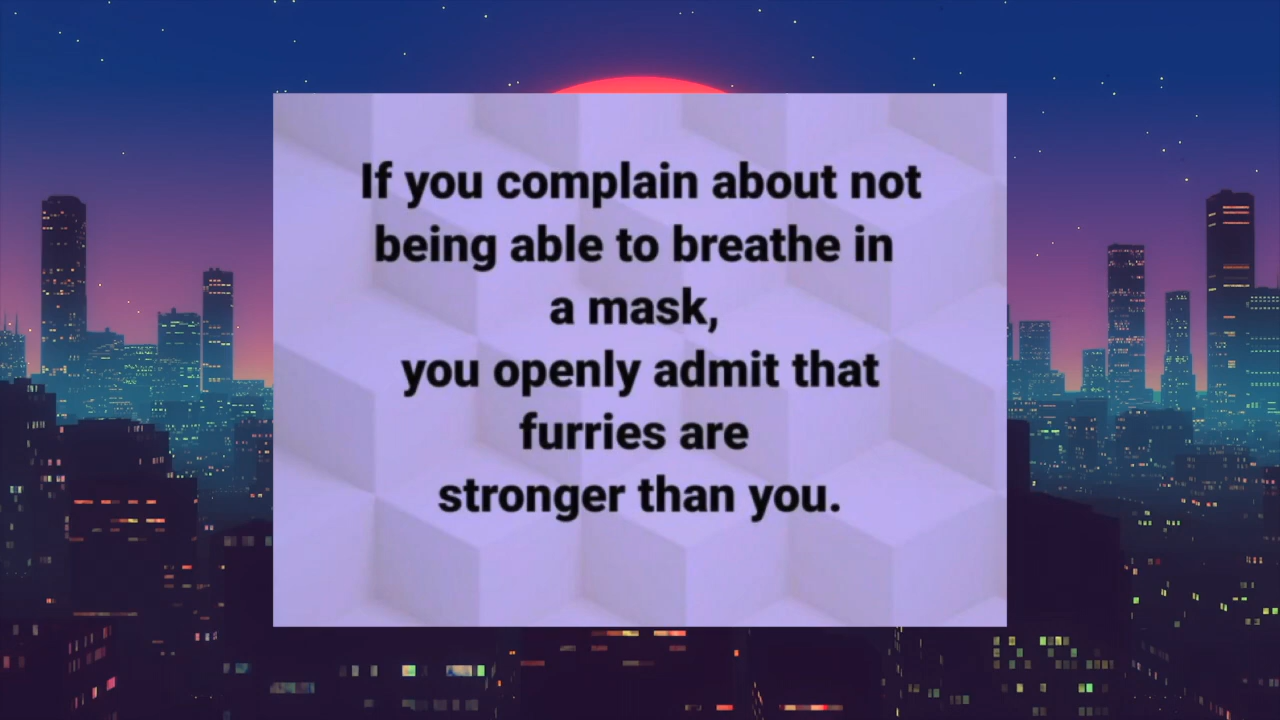 If you complain about not
being able to breathe in
a mask,
you openly admit that
furries are
stronger than you.